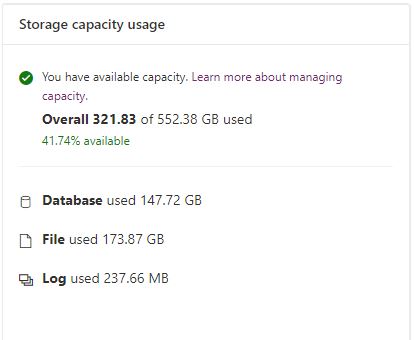 Storage capacity usage
You have available capacity. Learn more about managing
capacity.
Overall 321.83 of 552.38 GB used
41.74% available
Database used 147.72 GB
File used 173.87 GB
Log used 237.66 MB